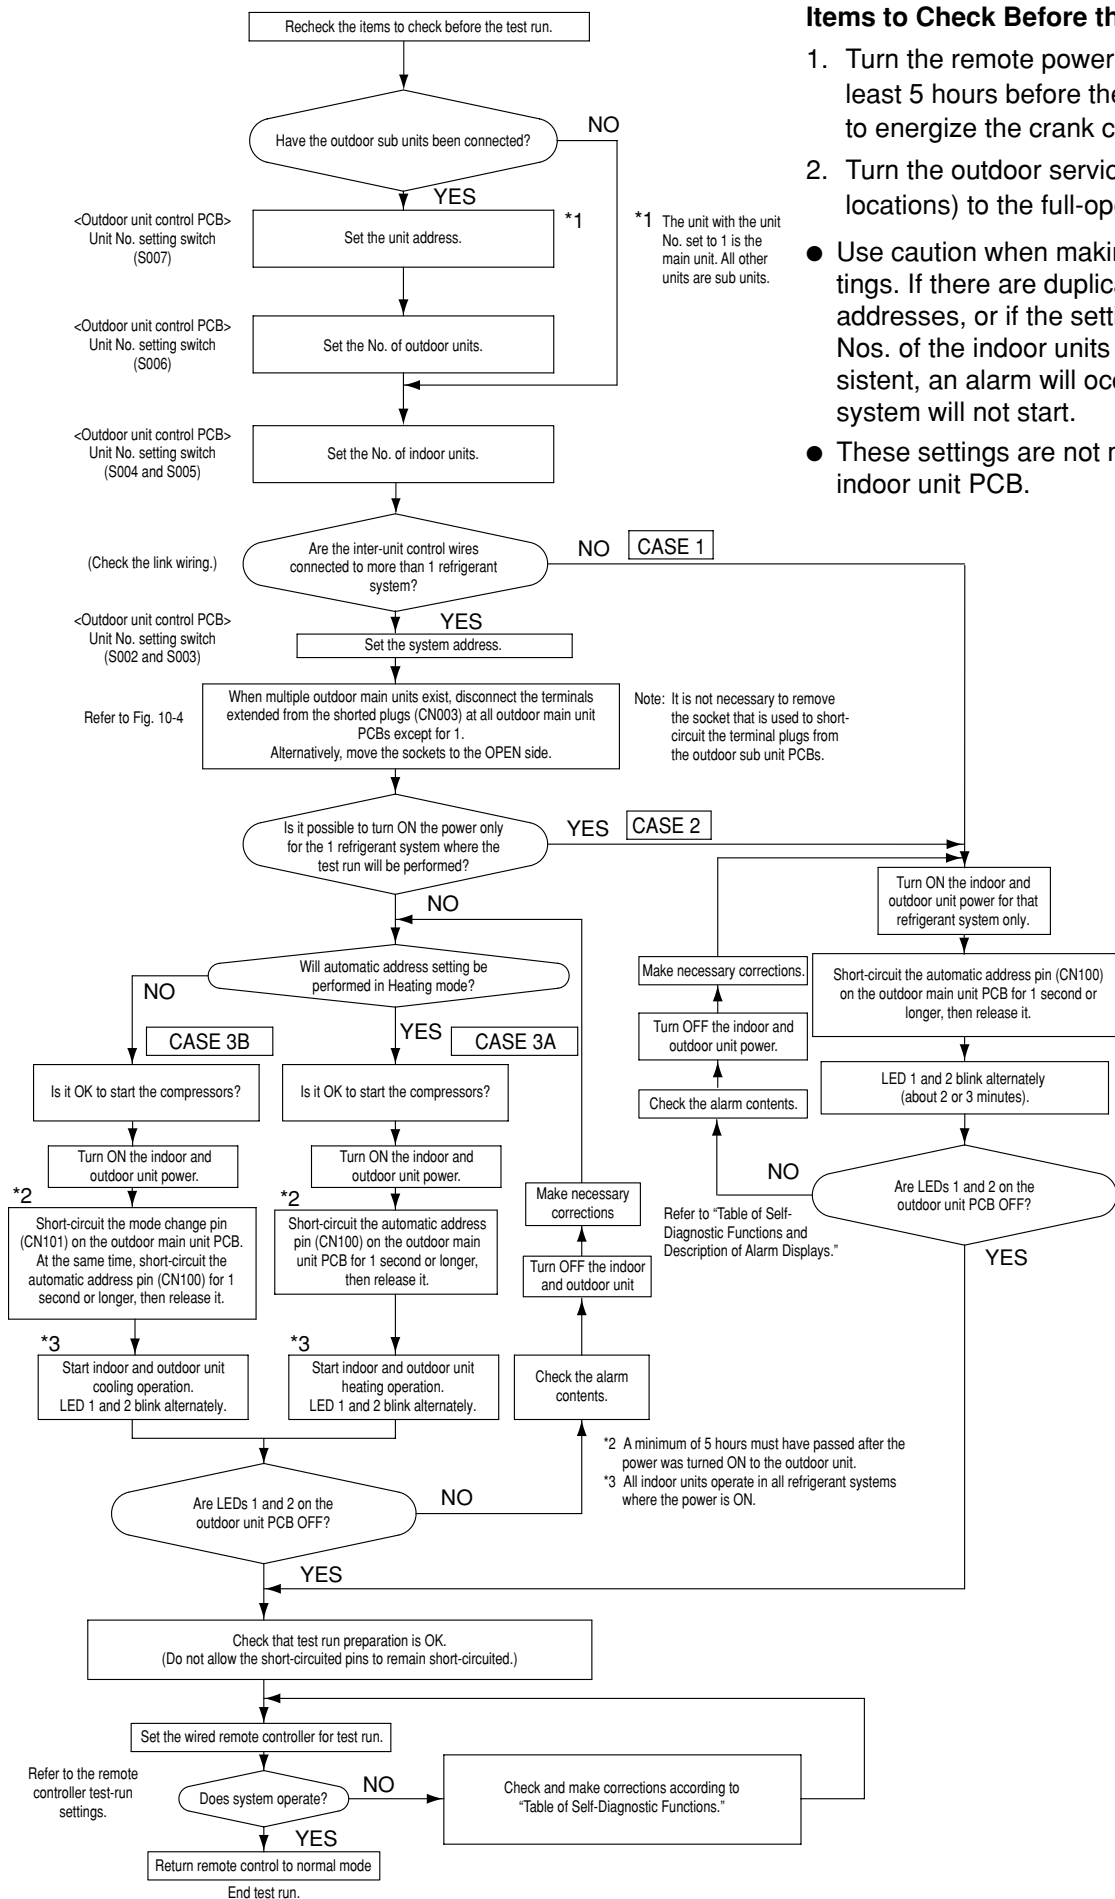 Recheck the items to check before the test run.
Have the outdoor sub units been connected?
NO
YES
<Outdoor unit control PCB>
Unit No. setting switch
(S007)
Set the unit address.
*1
*1 The unit with the unit
No. set to 1 is the
main unit. All other
units are sub units.
<Outdoor unit control PCB>
Unit No. setting switch
(S006)
Set the No. of outdoor units.
<Outdoor unit control PCB>
Unit No. setting switch
(S004 and S005)
Set the No. of indoor units.
(Check the link wiring.)
Are the inter-unit control wires
connected to more than 1 refrigerant
system?
NO
CASE 1
YES
<Outdoor unit control PCB>
Unit No. setting switch
(S002 and S003)
Set the system address.
Refer to Fig. 10-4
When multiple outdoor main units exist, disconnect the terminals
extended from the shorted plugs (CN003) at all outdoor main unit
PCBs except for 1.
Alternatively, move the sockets to the OPEN side.
Note: It is not necessary to remove
the socket that is used to short-
circuit the terminal plugs from
the outdoor sub unit PCBs.
Is it possible to turn ON the power only
for the 1 refrigerant system where the
test run will be performed?
YES
CASE 2
NO
Will automatic address setting be
performed in Heating mode?
NO
YES
CASE 3B
CASE 3A
Is it OK to start the compressors?
Is it OK to start the compressors?
Turn ON the indoor and
outdoor unit power.
Turn ON the indoor and
outdoor unit power.
*2
Short-circuit the mode change pin
(CN101) on the outdoor main unit PCB.
At the same time, short-circuit the
automatic address pin (CN100) for 1
second or longer, then release it.
*2
Short-circuit the automatic address
pin (CN100) on the outdoor main
unit PCB for 1 second or longer,
then release it.
*3
Start indoor and outdoor unit
cooling operation.
LED 1 and 2 blink alternately.
*3
Start indoor and outdoor unit
heating operation.
LED 1 and 2 blink alternately.
Make necessary
corrections
Turn OFF the indoor
and outdoor unit
Check the alarm
contents.
Turn ON the indoor and
outdoor unit power for that
refrigerant system only.
Make necessary corrections.
Short-circuit the automatic address pin (CN100)
on the outdoor main unit PCB for 1 second or
longer, then release it.
Turn OFF the indoor and
outdoor unit power.
Check the alarm contents.
LED 1 and 2 blink alternately
(about 2 or 3 minutes).
NO
Are LEDs 1 and 2 on the
outdoor unit PCB OFF?
Refer to “Table of Self-
Diagnostic Functions and
Description of Alarm Displays.”
YES
*2 A minimum of 5 hours must have passed after the
power was turned ON to the outdoor unit.
*3 All indoor units operate in all refrigerant systems
where the power is ON.
Are LEDs 1 and 2 on the
outdoor unit PCB OFF?
NO
YES
Check that test run preparation is OK.
(Do not allow the short-circuited pins to remain short-circuited.)
Set the wired remote controller for test run.
Refer to the remote
controller test-run
settings.
Does system operate?
NO
Check and make corrections according to
“Table of Self-Diagnostic Functions.”
YES
Return remote control to normal mode
End test run.
Items to Check Before th
1. Turn the remote power
least 5 hours before the
to energize the crank c
2. Turn the outdoor servic
locations) to the full-op
● Use caution when makin
tings. If there are duplica
addresses, or if the setti
Nos. of the indoor units
sistent, an alarm will occ
system will not start.
● These settings are not m
indoor unit PCB.